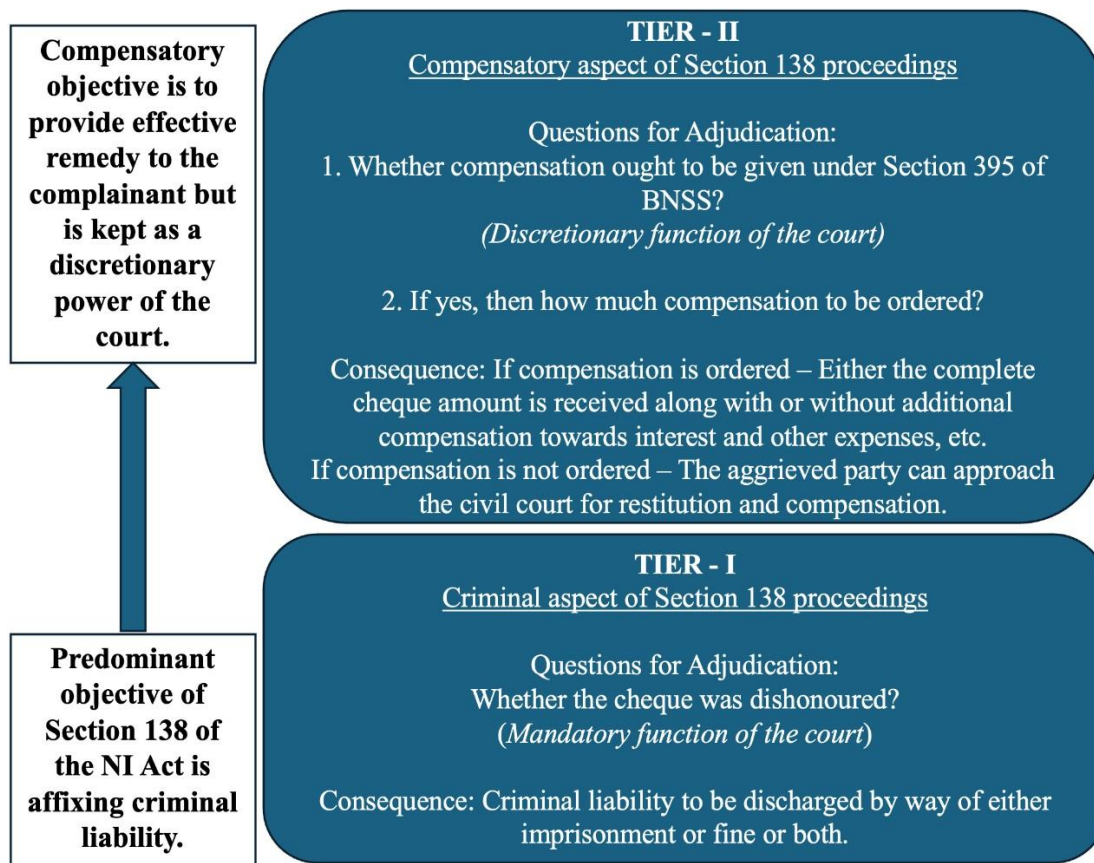 Compensatory
objective is to
provide effective
remedy to the
complainant but
is kept as a
discretionary
power of the
court.
TIER - II
Compensatory aspect of Section 138 proceedings
Questions for Adjudication:
1. Whether compensation ought to be given under Section 395 of
BNSS?
(Discretionary function of the court)
2. If yes, then how much compensation to be ordered?
Consequence: If compensation is ordered – Either the complete
cheque amount is received along with or without additional
compensation towards interest and other expenses, etc.
If compensation is not ordered – The aggrieved party can approach
the civil court for restitution and compensation.
Predominant
objective of
Section 138 of
the NI Act is
affixing criminal
liability.
TIER - I
Criminal aspect of Section 138 proceedings
Questions for Adjudication:
Whether the cheque was dishonoured?
(Mandatory function of the court)
Consequence: Criminal liability to be discharged by way of either
imprisonment or fine or both.